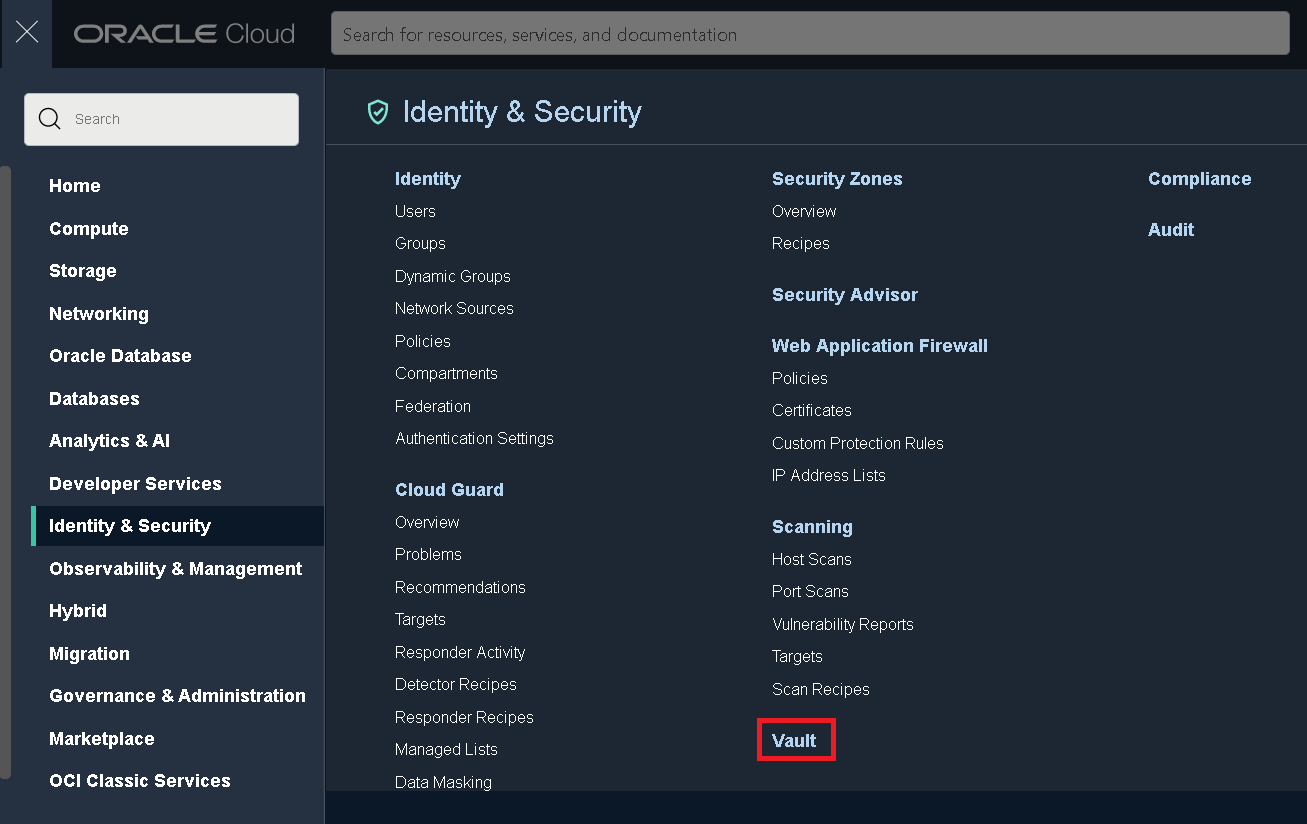 ORACLE Cloud
Search for resources, services, and documentation
Search
Home
Compute
Storage
Networking
Oracle Database
Databases
Analytics & AI
Developer Services
Identity & Security
Observability & Management
Hybrid
Migration
Governance & Administration
Marketplace
OCI Classic Services
Identity & Security
Identity
Users
Groups
Dynamic Groups
Network Sources
Policies
Compartments
Federation
Authentication Settings
Cloud Guard
Overview
Problems
Recommendations
Targets
Responder Activity
Detector Recipes
Responder Recipes
Managed Lists
Data Masking
Security Zones
Overview
Recipes
Security Advisor
Web Application Firewall
Policies
Certificates
Custom Protection Rules
IP Address Lists
Scanning
Host Scans
Port Scans
Vulnerability Reports
Targets
Scan Recipes
Vault
Compliance
Audit